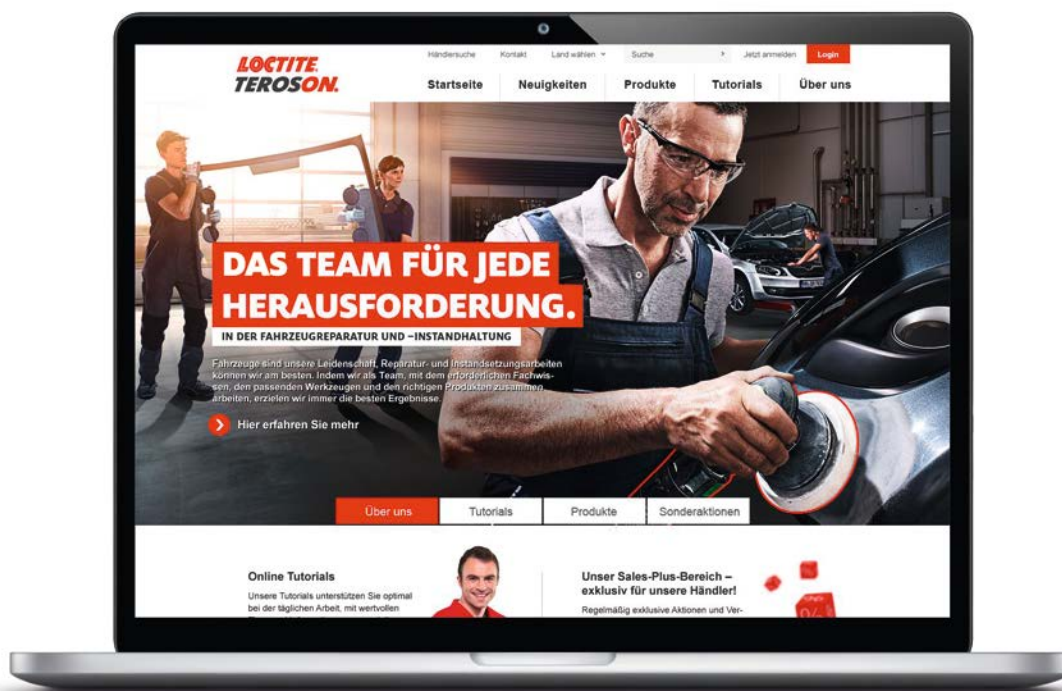 LOCTITE.
TEROSON.
Händlersuche Kontakt Land wählen Suche Jetzt anmelden Login
Startseite Neuigkeiten Produkte Tutorials Über uns
DAS TEAM FÜR JEDE
HERAUSFORDERUNG.
IN DER FAHRZEUGREPARATUR UND –INSTANDHALTUNG
Fahrzeuge sind unsere Leidenschaft, Reparatur- und Instandsetzungsarbeiten
können wir am besten. Indem wir als Team, mit dem erforderlichen Fachwis-
sen, den passenden Werkzeugen und den richtigen Produkten zusammen
arbeiten, erzielen wir immer die besten Ergebnisse.
Hier erfahren Sie mehr
Über uns Tutorials Produkte Sonderaktionen
Online Tutorials
Unsere Tutorials unterstützen Sie optimal
bei der täglichen Arbeit, mit wertvollen
Unser Sales-Plus-Bereich –
exklusiv für unsere Händler!
Regelmäßig exklusive Aktionen und Ver-
%